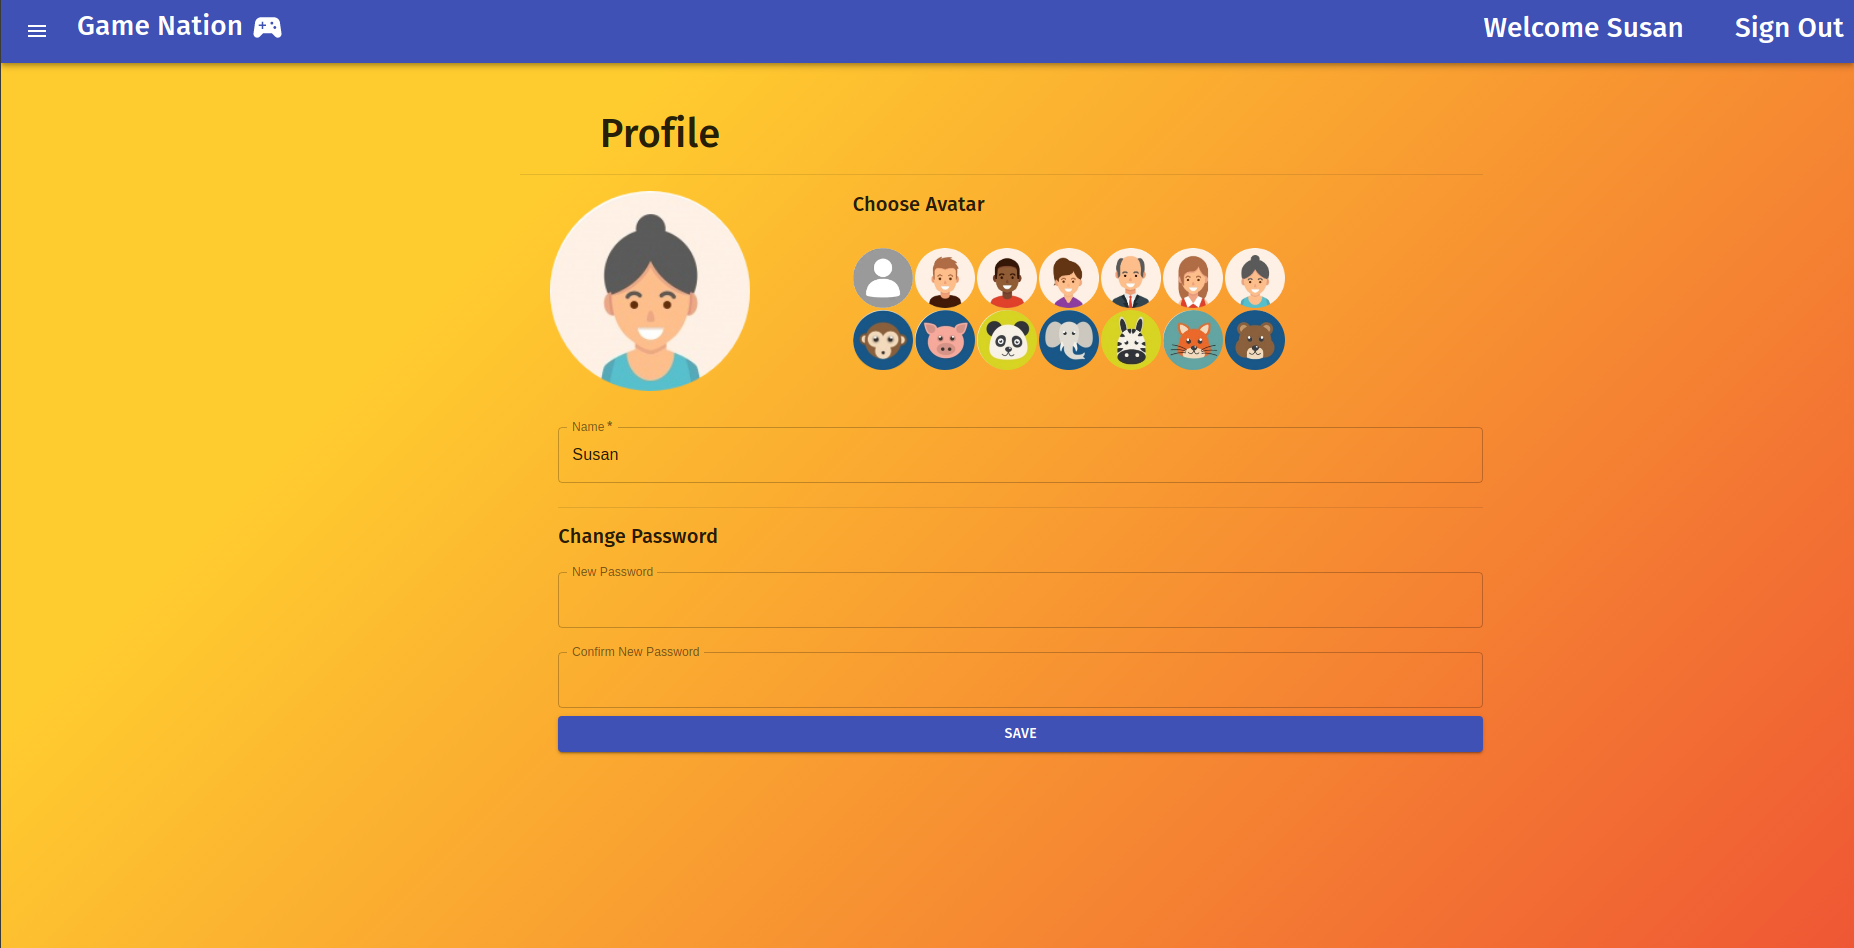 Game Nation
Welcome Susan
Sign Out
Profile
Choose Avatar
Name *
Susan
Change Password
New Password
Confirm New Password
SAVE